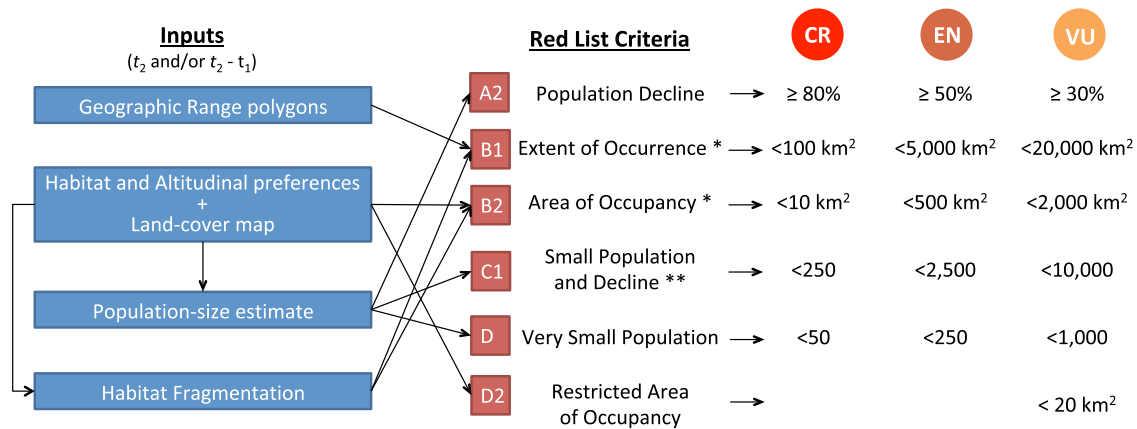 Inputs
(t₂ and/or t₂ - t₁)
Geographic Range polygons
Habitat and Altitudinal preferences
+
Land-cover map
Population-size estimate
Habitat Fragmentation
Red List Criteria CR EN VU
A2 Population Decline ≥ 80% ≥ 50% ≥ 30%
B1 Extent of Occurrence * <100 km² <5,000 km² <20,000 km²
B2 Area of Occupancy * <10 km² <500 km² <2,000 km²
C1 Small Population
and Decline ** <250 <2,500 <10,000
D Very Small Population <50 <250 <1,000
D2 Restricted Area
of Occupancy < 20 km²